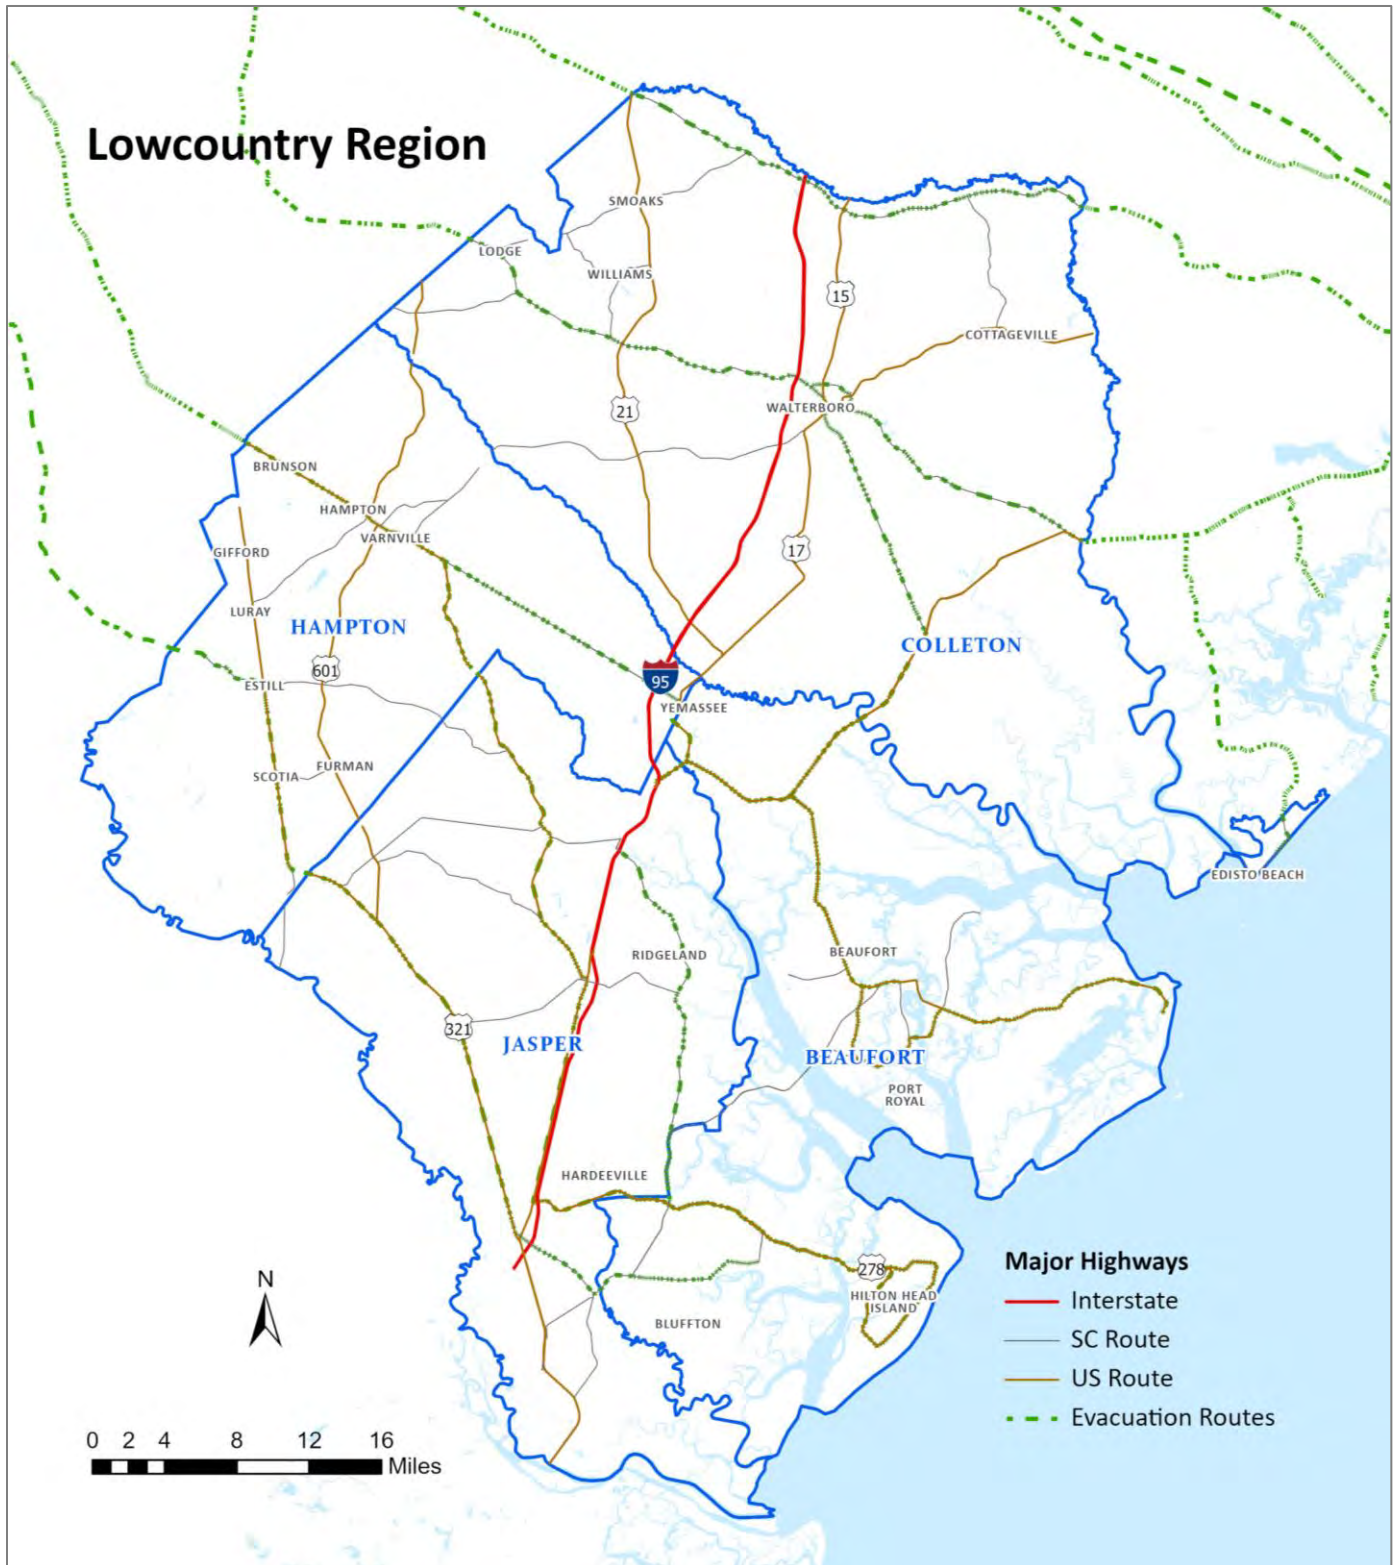 Lowcountry Region
SMOAKS
LODGE
WILLIAMS
15
COTTAGEVILLE
21
WALTERBORO
BRUNSON
HAMPTON
VARNVILLE
GIFFORD
17
LURAY
HAMPTON
COLLETON
601
95
ESTILL
YEMASSEE
SCOTIA
FURMAN
EDISTO BEACH
RIDGELAND
BEAUFORT
321
JASPER
BEAUFORT
PORT
ROYAL
HARDEEVILLE
278
HILTON HEAD
ISLAND
BLUFFTON
N
Major Highways
Interstate
SC Route
US Route
Evacuation Routes
0 2 4 8 12 16
Miles